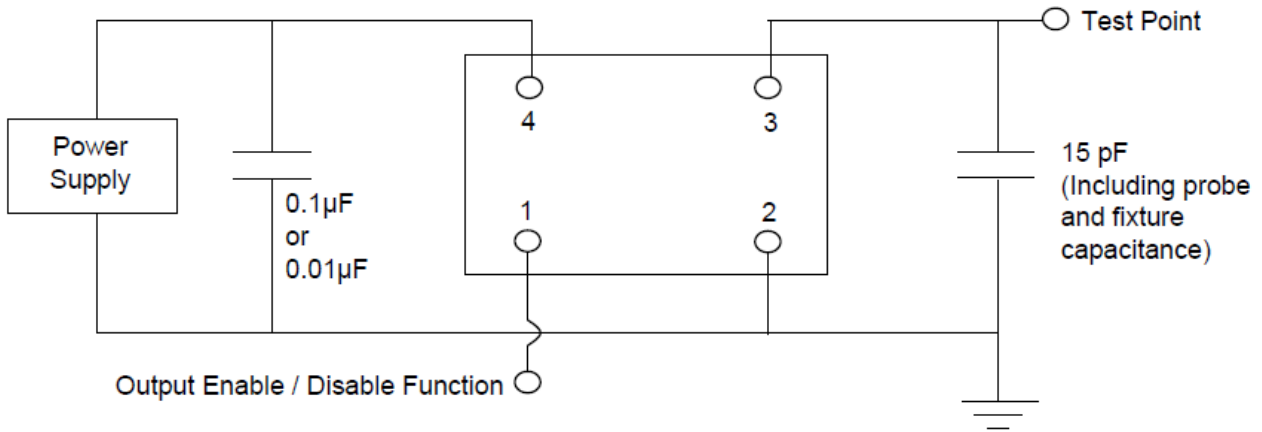 Test Point
4
3
Power
Supply
15 pF
(Including probe
and fixture
capacitance)
0.1µF
or
0.01µF
1
2
Output Enable / Disable Function